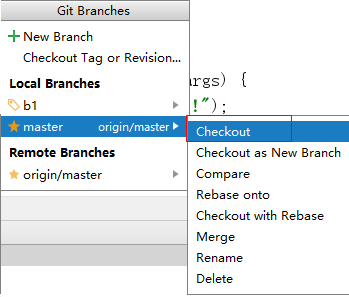 Git Branches
New Branch
Checkout Tag or Revision...
Local Branches
b1
rgs) {
!");
master origin/master
Checkout
Checkout as New Branch
Compare
Rebase onto
Checkout with Rebase
Merge
Rename
Delete
Remote Branches
origin/master